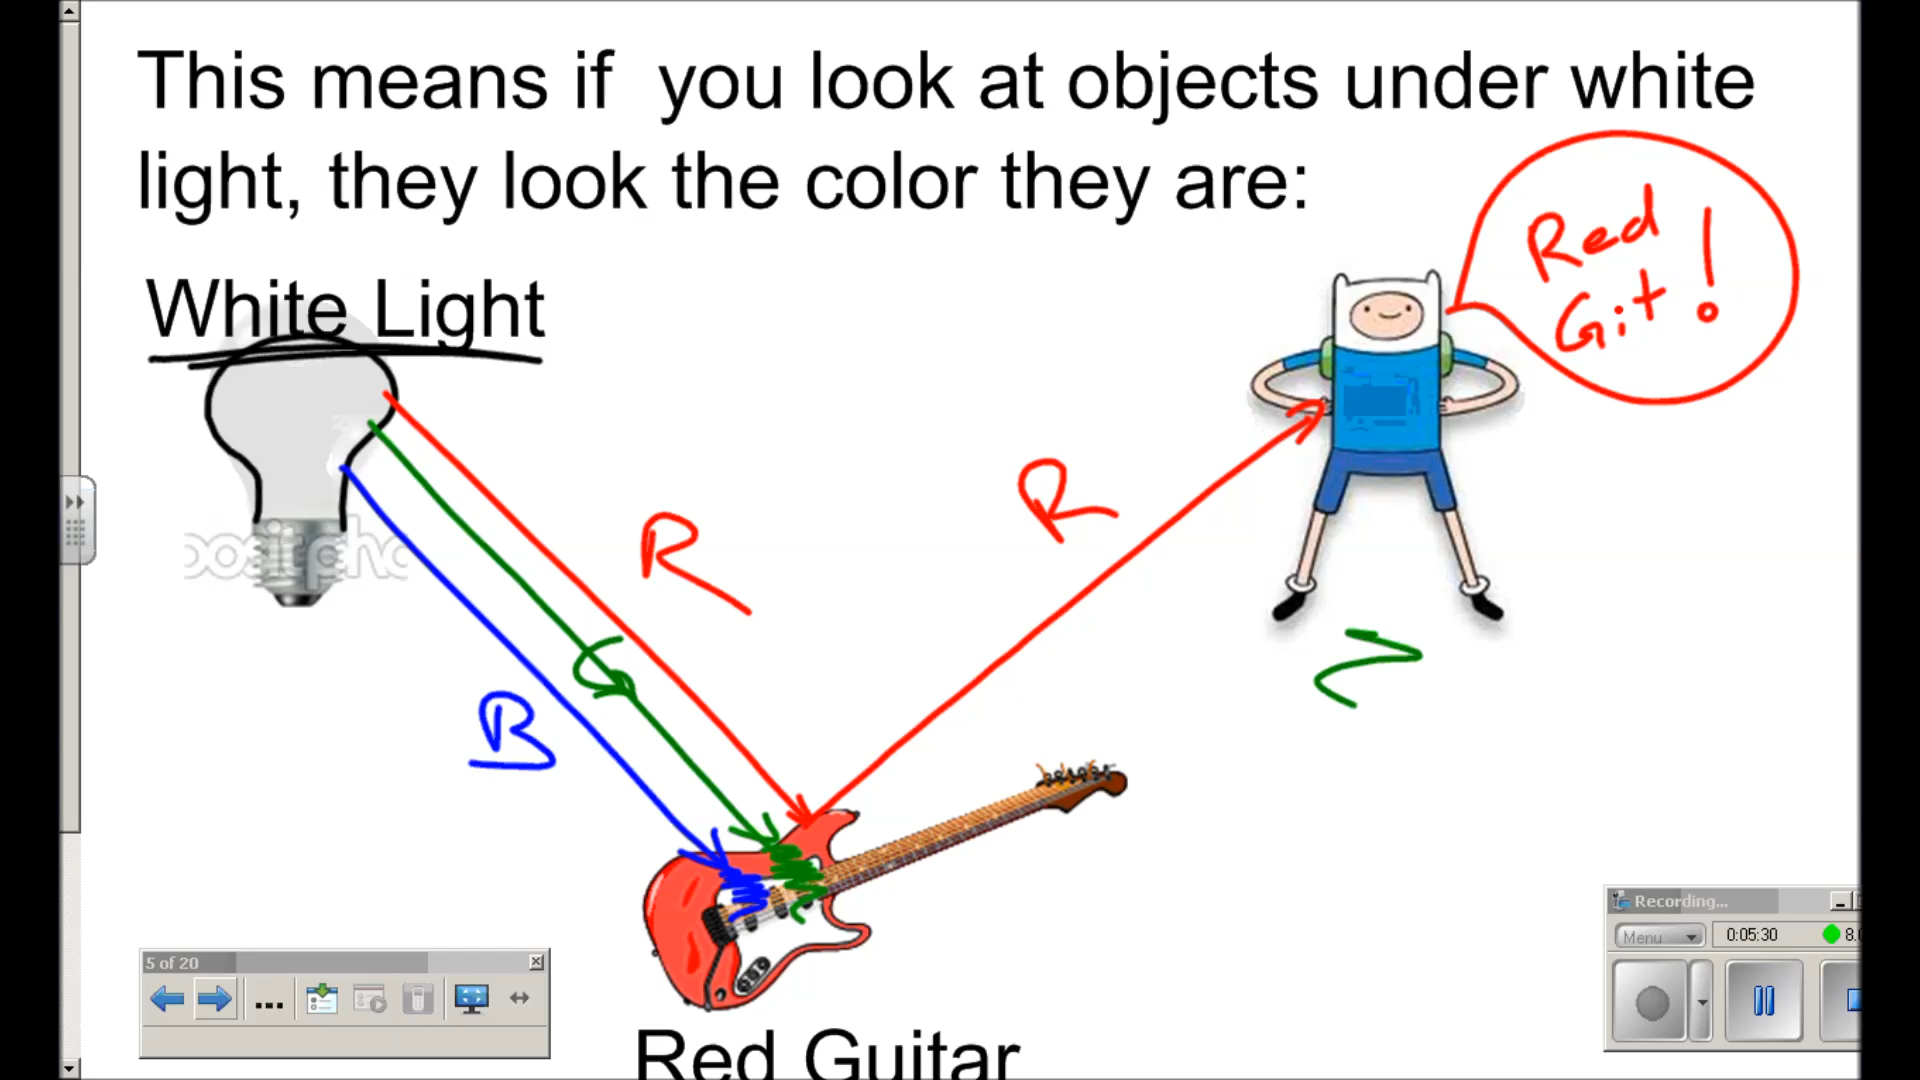 This means if you look at objects under white
light, they look the color they are:
White Light
Red
Git!
R
R
G
B
Red Guitar
5 of 20
Recording...
Menu
0:05:30